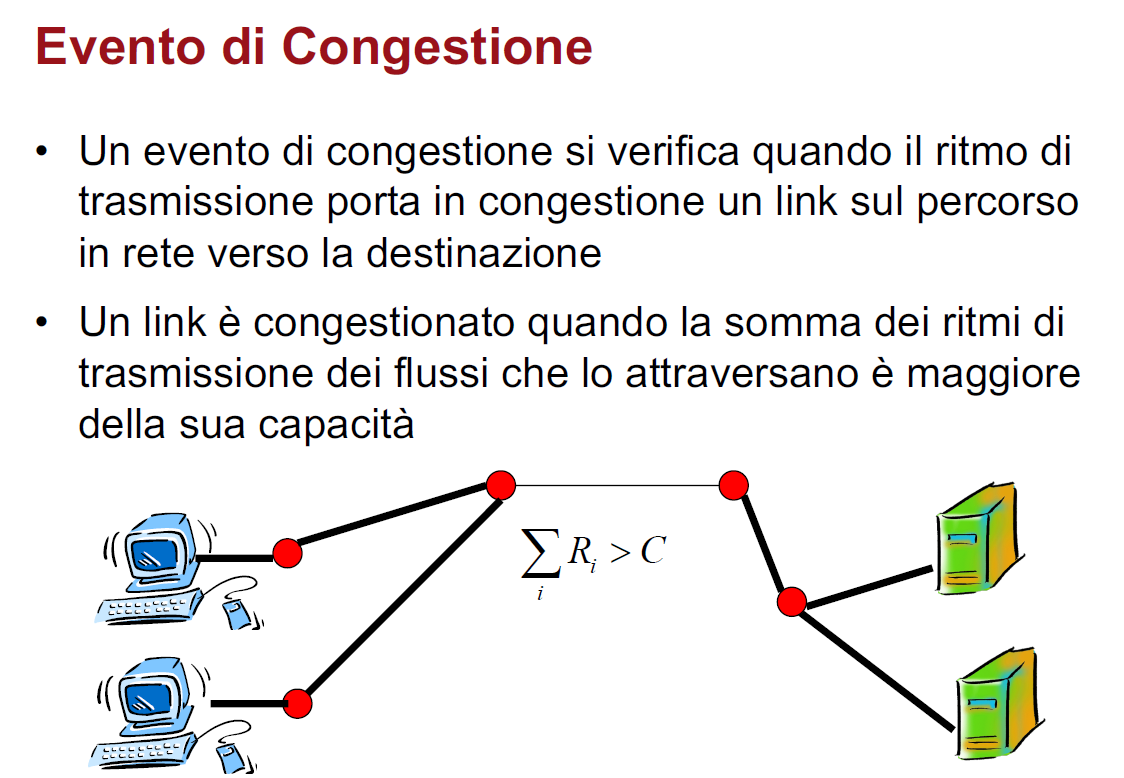 Evento di Congestione
• Un evento di congestione si verifica quando il ritmo di
trasmissione porta in congestione un link sul percorso
in rete verso la destinazione
• Un link è congestionato quando la somma dei ritmi di
trasmissione dei flussi che lo attraversano è maggiore
della sua capacità
∑ᵢ Rᵢ > C